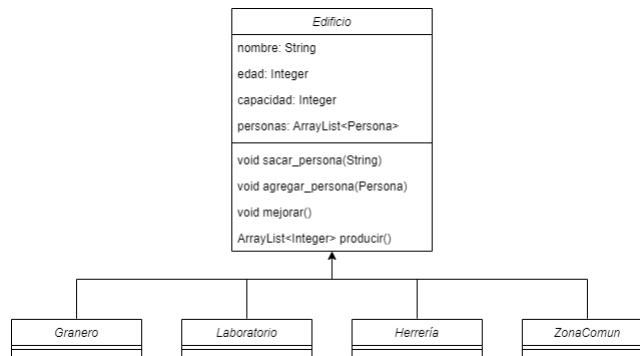 Edificio
nombre: String
edad: Integer
capacidad: Integer
personas: ArrayList<Persona>
void sacar_persona(String)
void agregar_persona(Persona)
void mejorar()
ArrayList<Integer> producir()
Granero
Laboratorio
Herrería
ZonaComun